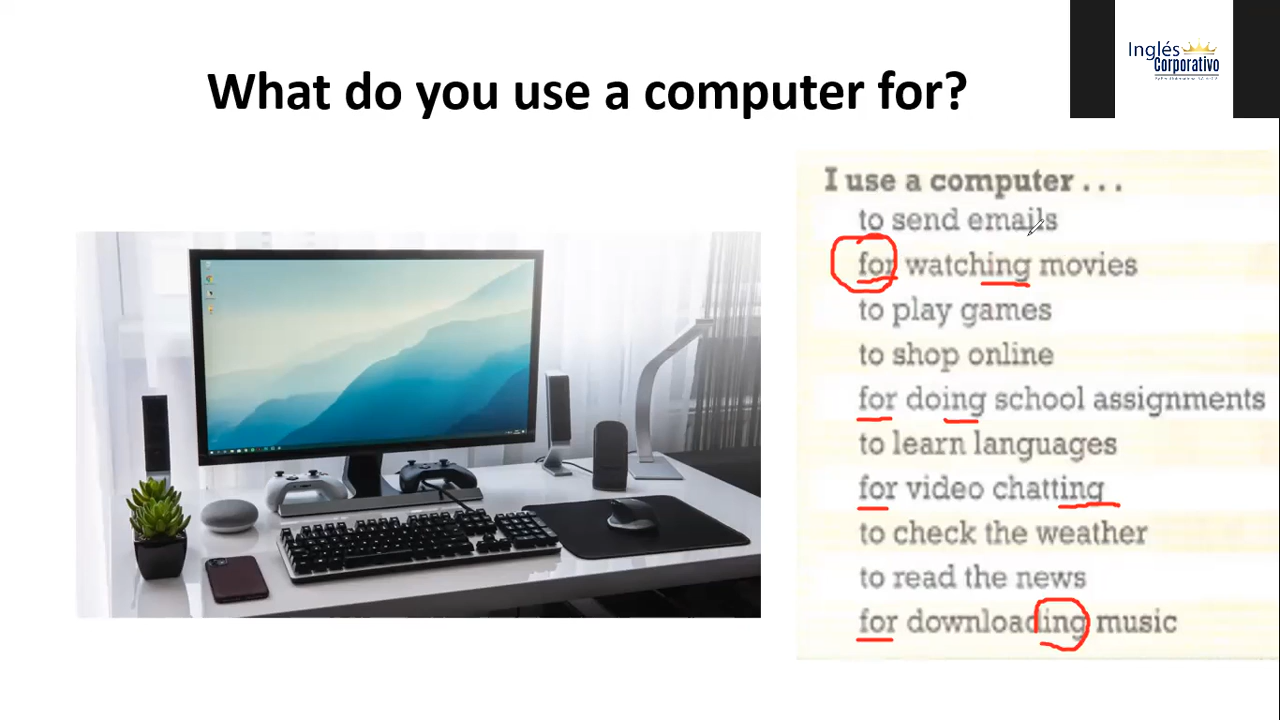 Inglés
Corporativo
What do you use a computer for?
I use a computer . . .
to send emails
for watching movies
to play games
to shop online
for doing school assignments
to learn languages
for video chatting
to check the weather
to read the news
for downloading music